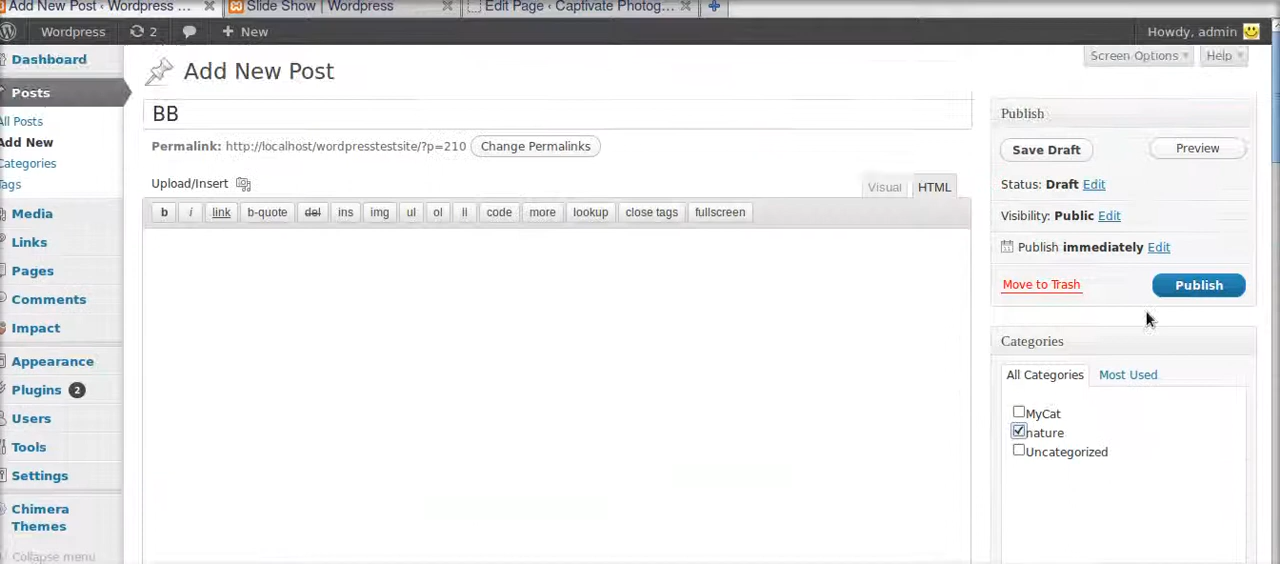 Add New Post ‹ Wordpress ...
Slide Show | Wordpress
Edit Page ‹ Captivate Photog...
Wordpress
2
New
Howdy, admin
Dashboard
Posts
All Posts
Add New
Categories
Tags
Media
Links
Pages
Comments
Impact
Appearance
Plugins 2
Users
Tools
Settings
Chimera
Themes
Collapse menu
Screen Options
Help
Add New Post
BB
Permalink: http://localhost/wordpresstestsite/?p=210 Change Permalinks
Upload/Insert
Visual
HTML
b i link b-quote del ins img ul ol li code more lookup close tags fullscreen
Publish
Save Draft
Preview
Status: Draft Edit
Visibility: Public Edit
Publish immediately Edit
Move to Trash
Publish
Categories
All Categories
Most Used
MyCat
nature
Uncategorized